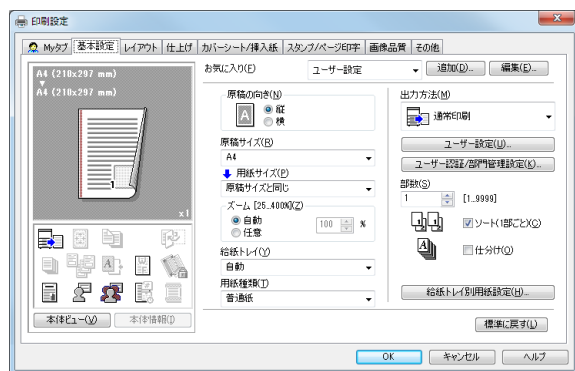 印刷設定
Myタブ 基本設定 レイアウト 仕上げ カバーシート/挿入紙 スタンプ/ページ印字 画像品質 その他
A4 (210x297 mm)
A4 (210x297 mm)
1
x1
本体ビュー(V) 本体情報(I)
お気に入り(F) ユーザー設定 追加(D)... 編集(E)...
原稿の向き(N)
A
縦
横
原稿サイズ(R)
A4
用紙サイズ(P)
原稿サイズと同じ
ズーム [25..400%](Z)
自動
任意
100 %
給紙トレイ(Y)
自動
用紙種類(T)
普通紙
出力方法(M)
通常印刷
ユーザー設定(U)...
ユーザー認証/部門管理設定(K)...
部数(S)
1 [1..9999]
ソート(1部ごと)(C)
仕分け(O)
給紙トレイ別用紙設定(H)...
標準に戻す(L)
OK キャンセル ヘルプ